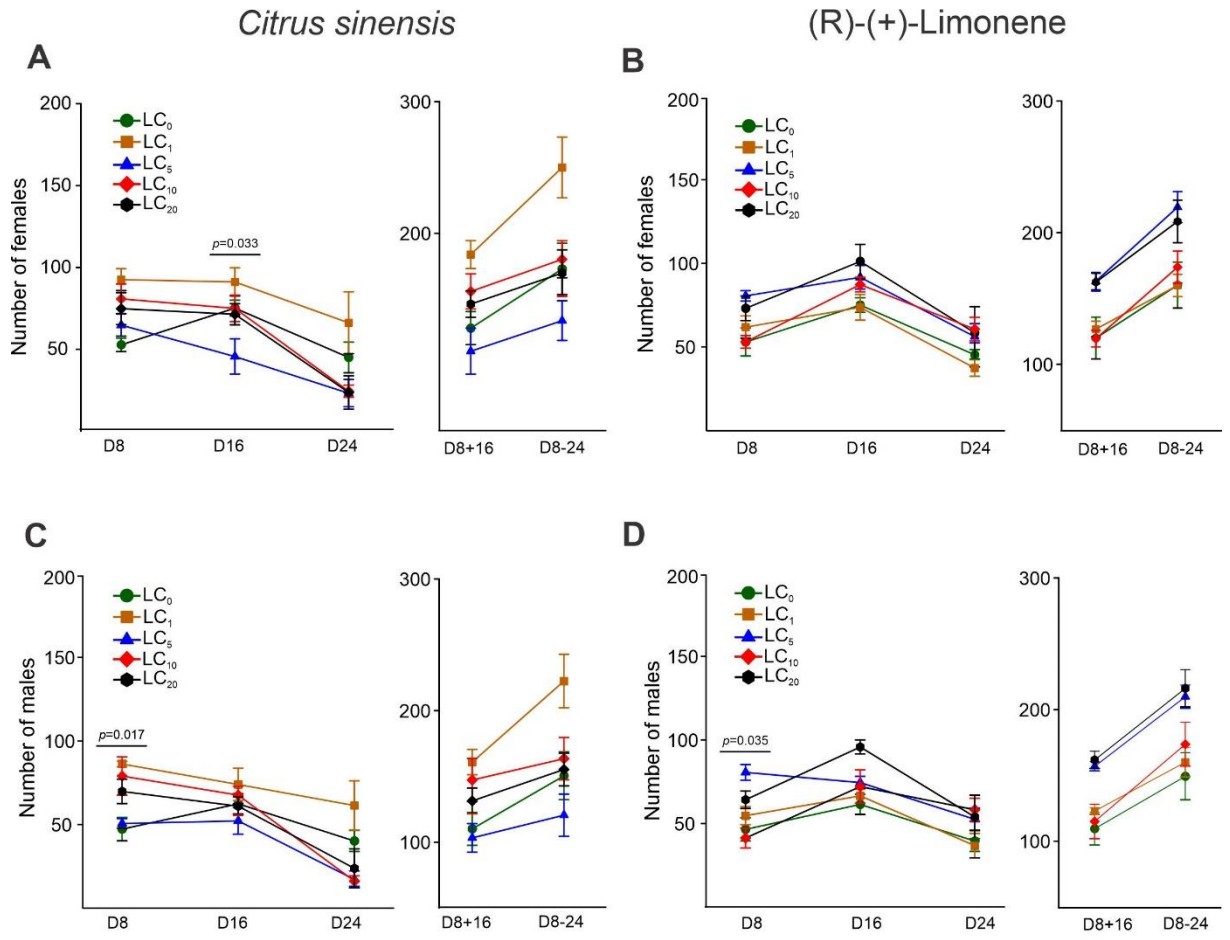 Citrus sinensis
(R)-(+)-Limonene
A
Number of females
200
150
100
50
LC₀
LC₁
LC₅
LC₁₀
LC₂₀
p=0.033
D8
D16
D24
300
200
D8+16
D8-24
B
Number of females
200
150
100
50
LC₀
LC₁
LC₅
LC₁₀
LC₂₀
D8
D16
D24
300
200
100
D8+16
D8-24
C
Number of males
200
150
100
50
LC₀
LC₁
LC₅
LC₁₀
LC₂₀
p=0.017
D8
D16
D24
300
200
100
D8+16
D8-24
D
Number of males
200
150
100
50
LC₀
LC₁
LC₅
LC₁₀
LC₂₀
p=0.035
D8
D16
D24
300
200
100
D8+16
D8-24